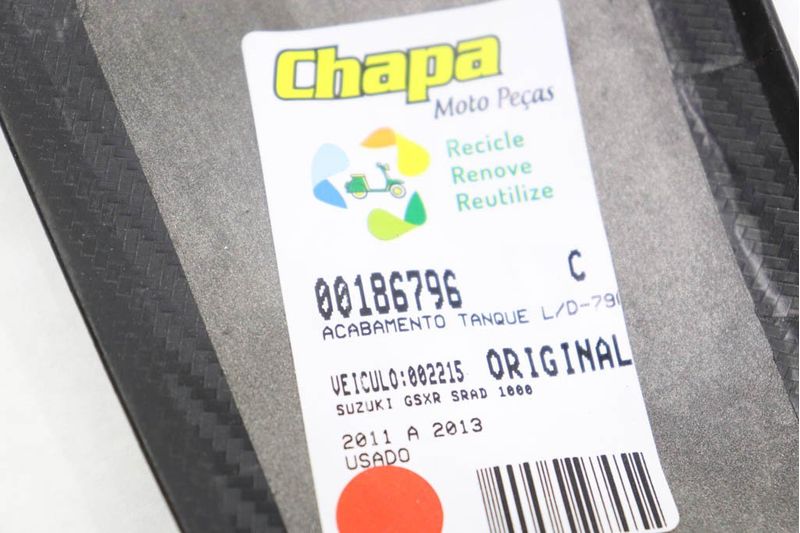 Chapa
Moto Peças
Recicle
Renove
Reutilize
00186796 C
ACABAMENTO TANQUE L/D-79
VEICULO:002215 ORIGINAL
SUZUKI GSXR SRAD 1000
2011 A 2013
USADO